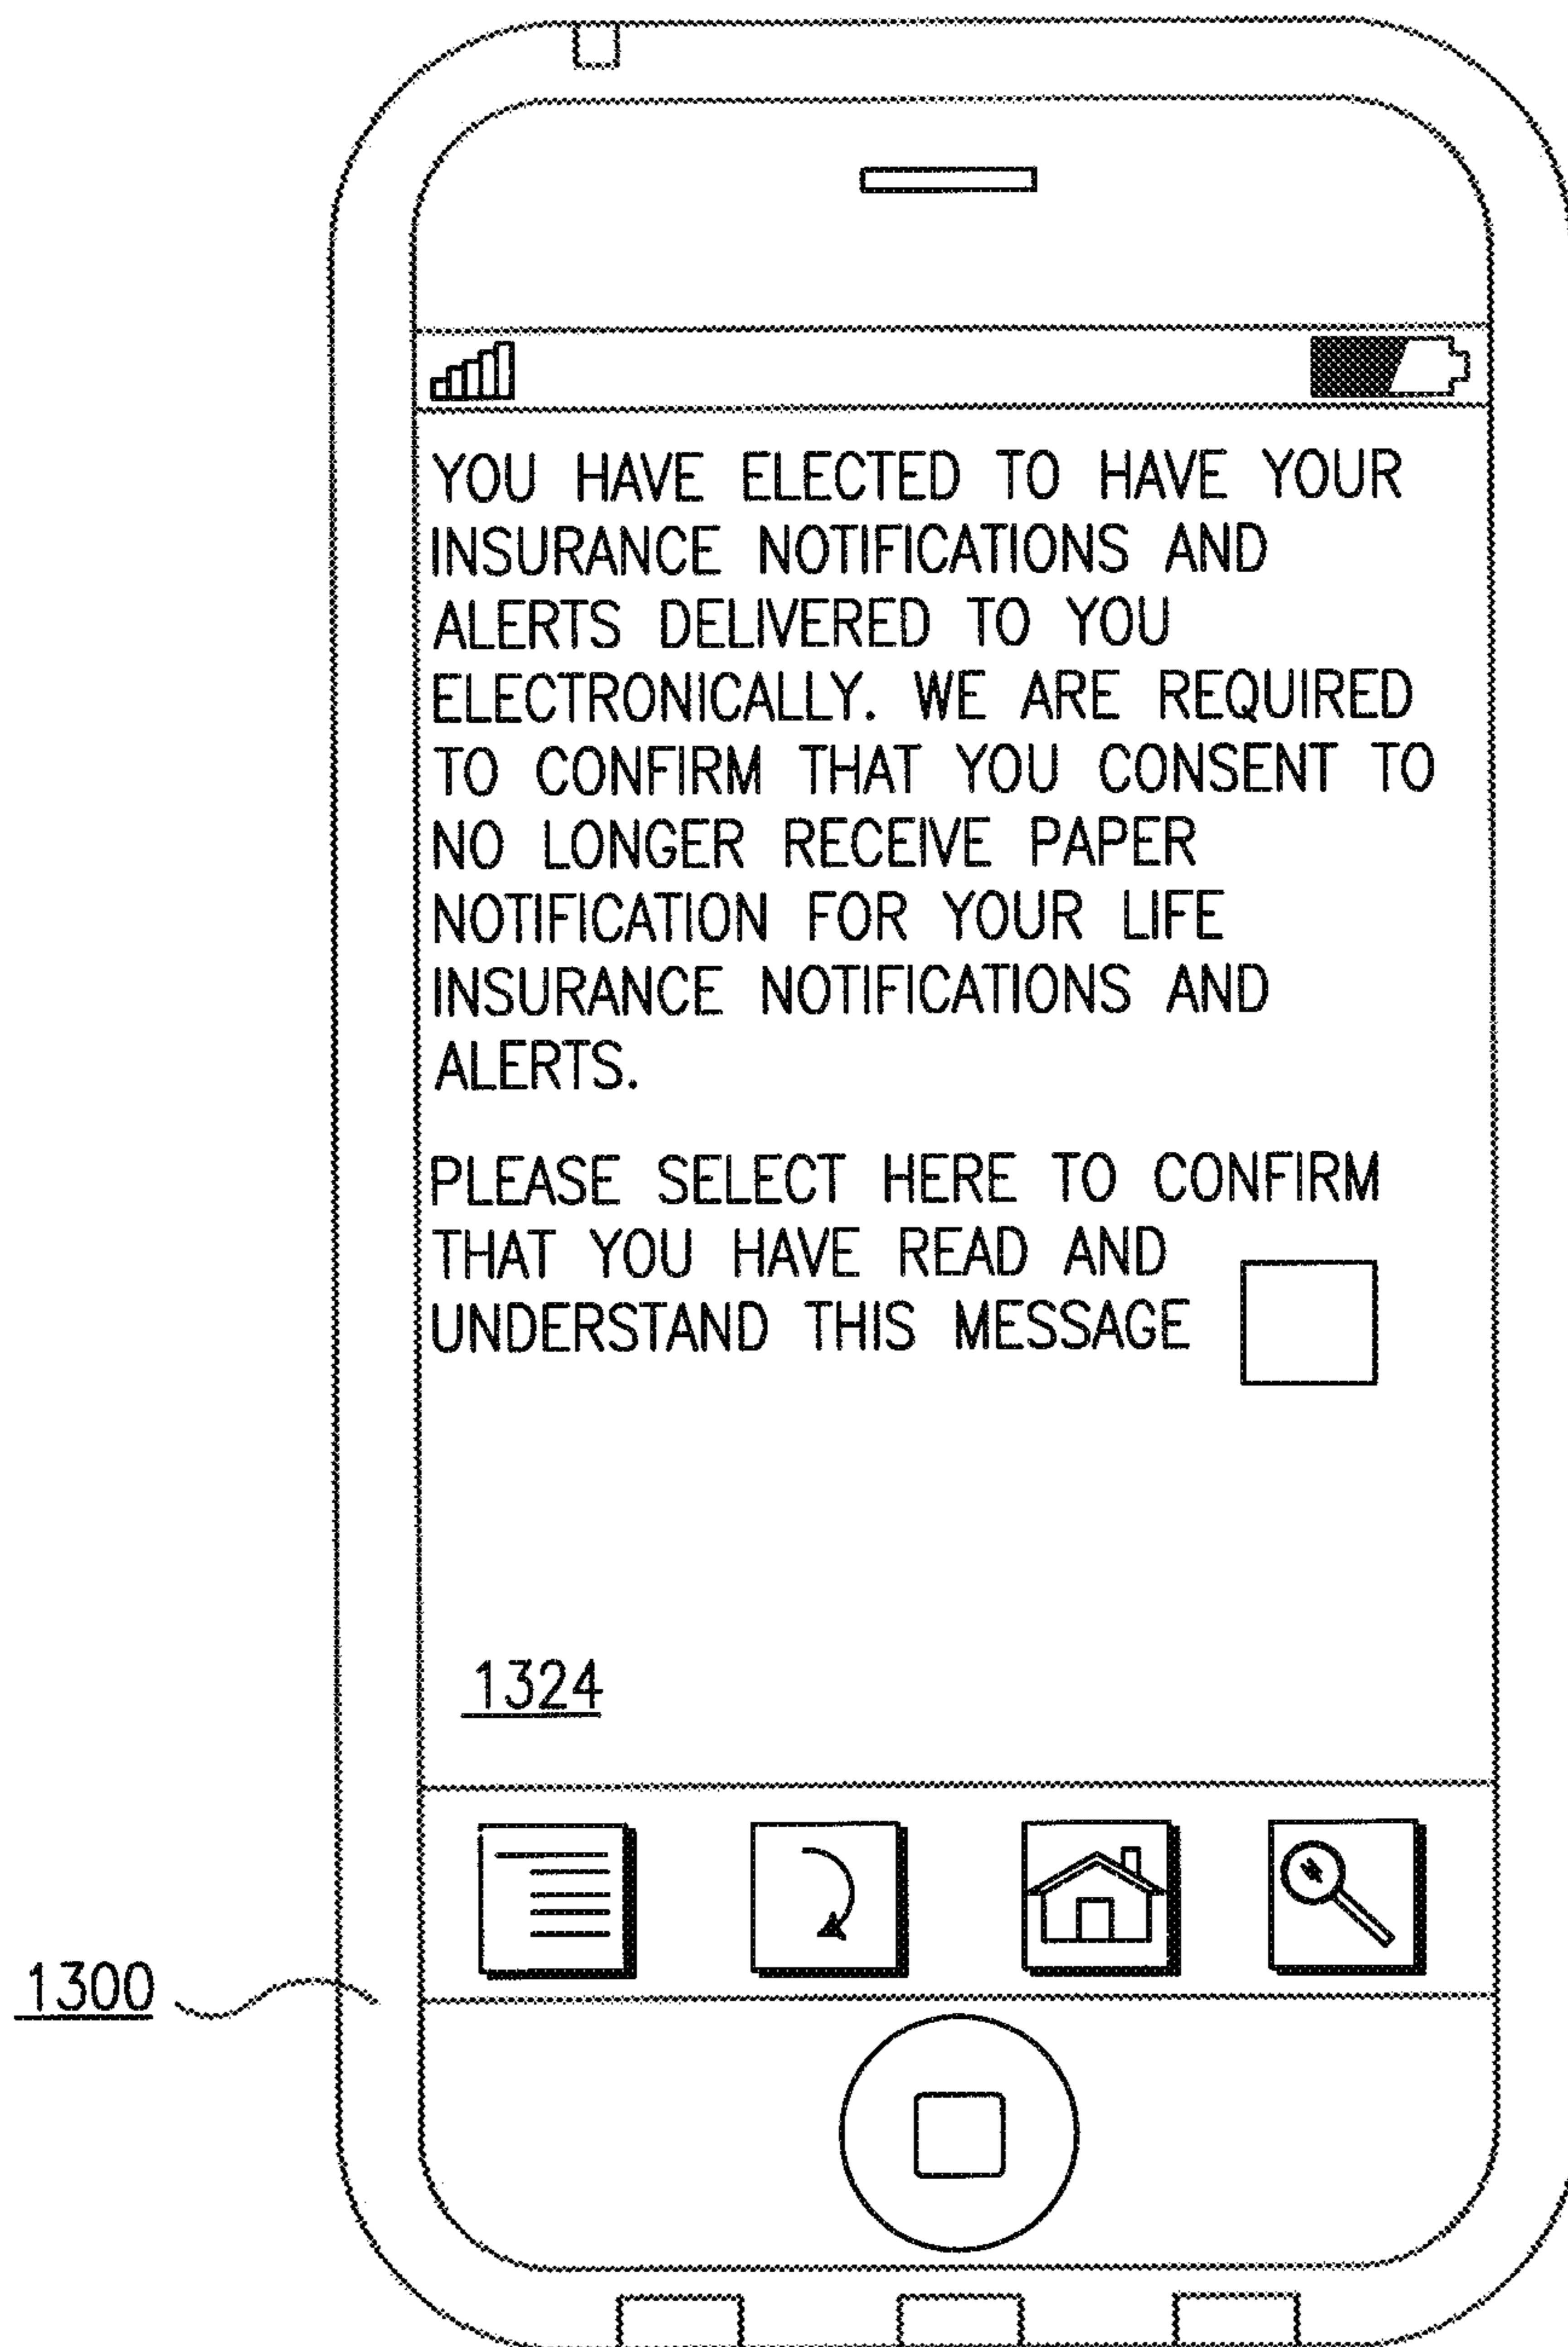 YOU HAVE ELECTED TO HAVE YOUR
INSURANCE NOTIFICATIONS AND
ALERTS DELIVERED TO YOU
ELECTRONICALLY. WE ARE REQUIRED
TO CONFIRM THAT YOU CONSENT TO
NO LONGER RECEIVE PAPER
NOTIFICATION FOR YOUR LIFE
INSURANCE NOTIFICATIONS AND
ALERTS.
PLEASE SELECT HERE TO CONFIRM
THAT YOU HAVE READ AND
UNDERSTAND THIS MESSAGE
1324
1300